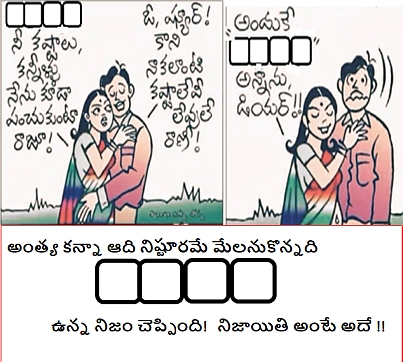 నీ కష్టాలు,
కన్నీళ్లు
నేను కూడా
పంచుకుంటా
రాజా!
ఓ, ష్యూర్!
కాని
నాకలాంటి
కష్టాలేవీ
లేవులే
రాణీ!
"అందుకే
అన్నాను,
డియర్!!
అంత్య కన్నా ఆది నిష్టూరమే మేలనుకొన్నది
ఉన్న నిజం చెప్పింది! నిజాయితి అంటే అదే !!